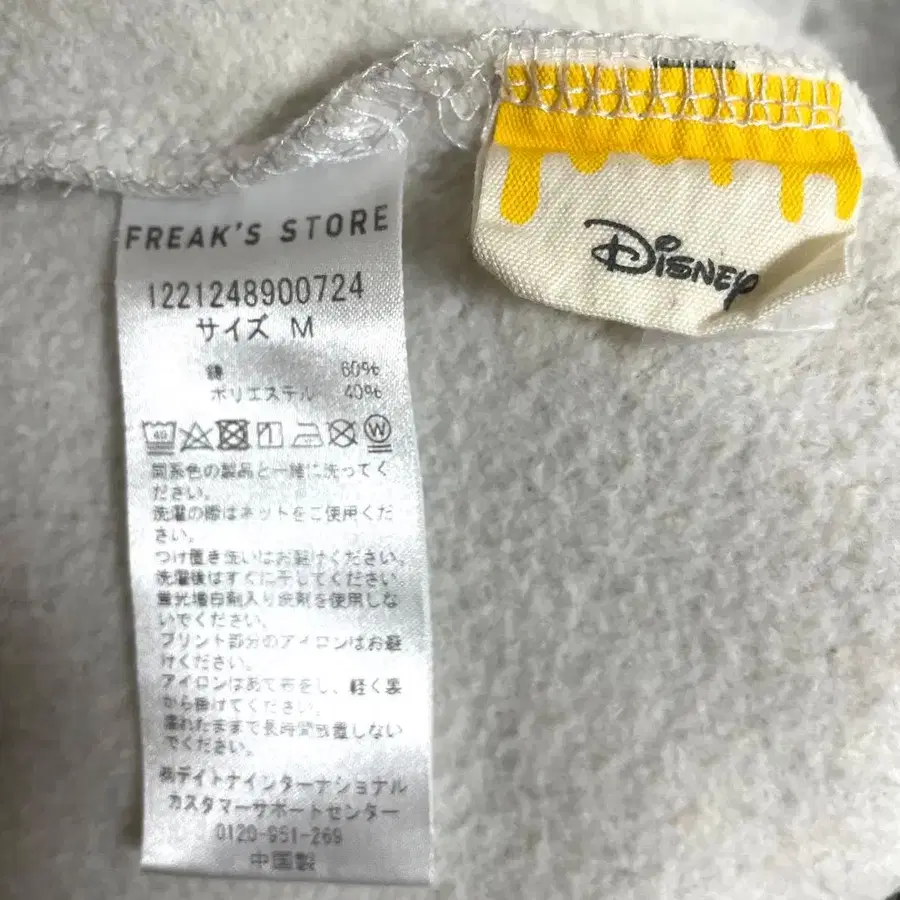 FREAK'S STORE
1221248900724
サイズ M
綿 60%
ポリエステル 40%
40 W
同系色の製品と一緒に洗ってく
ださい。
洗濯の際はネットをご使用くだ
さい。
つけ置き洗いはお避けください。
洗濯後はすぐに干してください。
蛍光増白剤入り洗剤を使用しな
いでください。
プリント部分のアイロンはお避
けください。
アイロンはあて布をし、軽く裏
から掛けてください。
濡れたままで長時間放置しない
でください。
㈱デイトナインターナショナル
カスタマーサポートセンター
0120-951-269
中国製
Disney